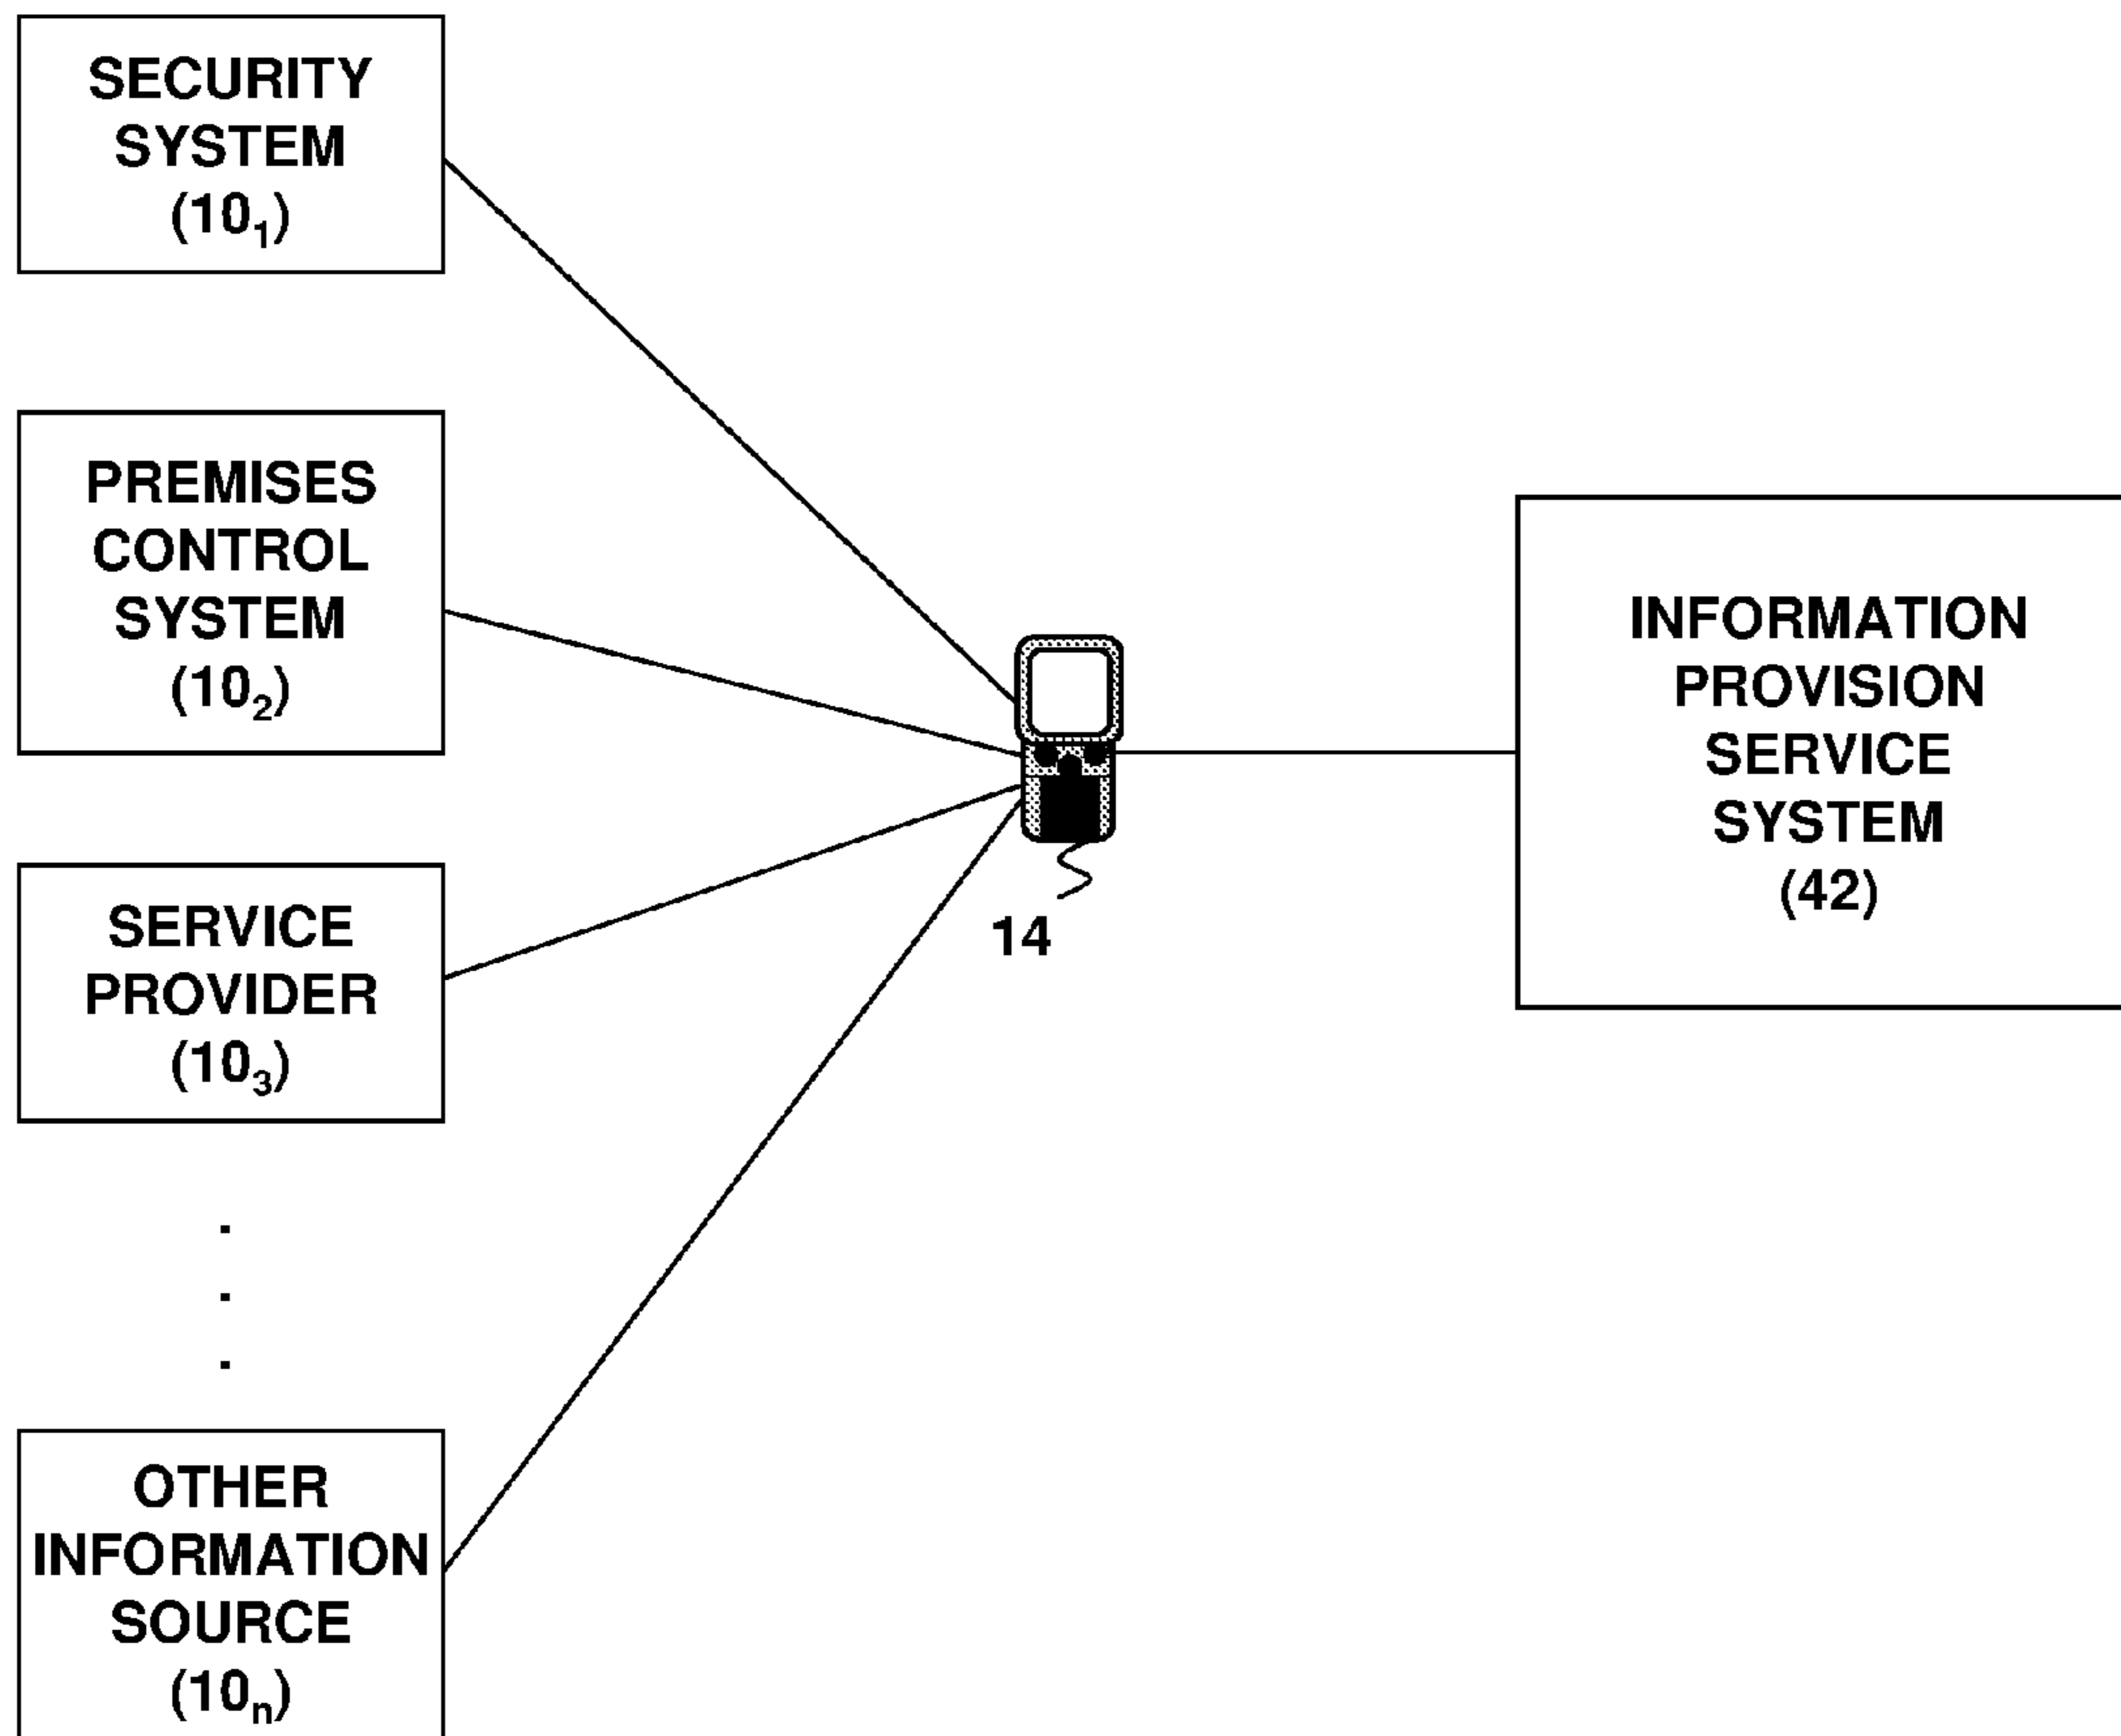 SECURITY
SYSTEM
(10₁)
PREMISES
CONTROL
SYSTEM
(10₂)
SERVICE
PROVIDER
(10₃)
.
.
.
OTHER
INFORMATION
SOURCE
(10ₙ)
14
INFORMATION
PROVISION
SERVICE
SYSTEM
(42)